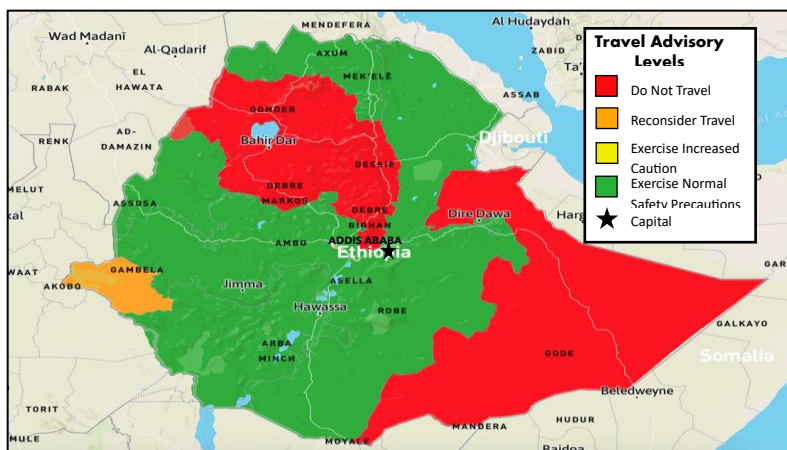 MENDEFERA
Al Hudaydah
Wad Madanī
Al-Qadarif
AXUM
ZABID
Travel Advisory
Levels
MEK'ELĒ
Ta'i
EL
HAWATA
RABAK
ASSAB
Do Not Travel
GONDER
Reconsider Travel
AD-
DAMAZIN
RENK
Djibouti
Bahir Dar
Exercise Increased
Caution
DESSIE
MELUT
DEBRE
MARKOS
Exercise Normal
Safety Precautions
ASSOSA
DEBRE
BIRHAN
Dire Dawa
Harg
Capital
kal
AMBO
ADDIS ABABA
Ethiopia
WAAT
GAMBELA
AKOBO
Jimma
ASELLA
GAR
Hawassa
ROBE
GALKAYO
ARBA
MINCH
GODE
Somalia
Beledweyne
TORIT
HUDUR
MULE
MOYALE
MANDERA
Baidoa